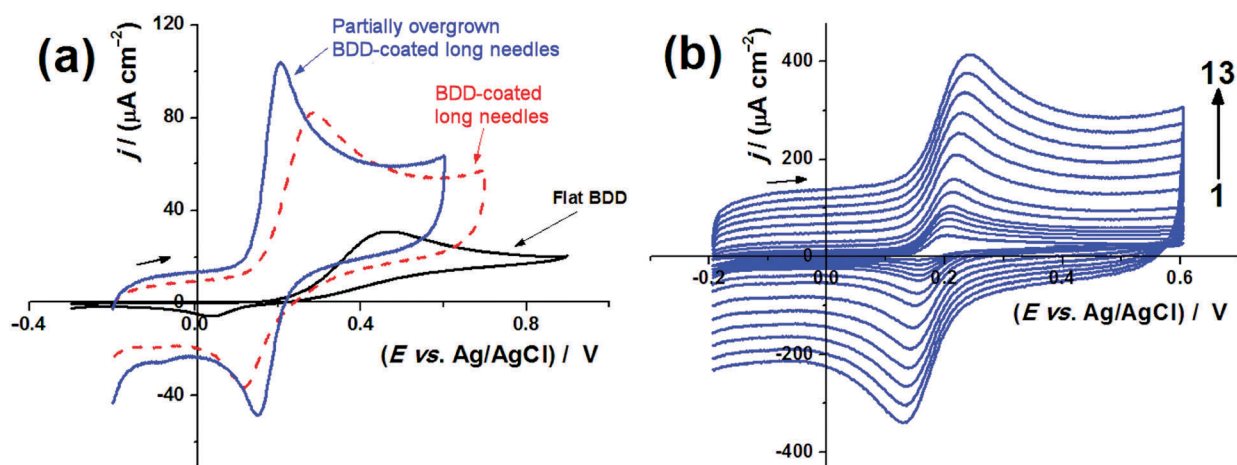 (a)
120
80
40
0
-40
-0.4
0.0
0.4
0.8
j / (μA cm⁻²)
(E vs. Ag/AgCl) / V
Partially overgrown
BDD-coated long needles
BDD-coated
long needles
Flat BDD
(b)
400
200
0
-200
-400
-0.2
0.0
0.2
0.4
0.6
j / (μA cm⁻²)
(E vs. Ag/AgCl) / V
13
1